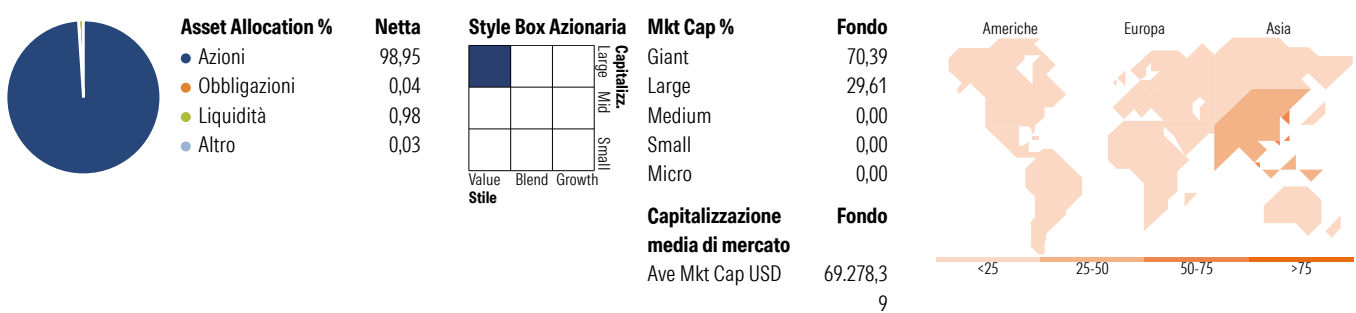 Asset Allocation % Netta
Azioni 98,95
Obbligazioni 0,04
Liquidità 0,98
Altro 0,03
Style Box Azionaria
Capitalizz.
Large Mid Small
Value Blend Growth
Stile
Mkt Cap % Fondo
Giant 70,39
Large 29,61
Medium 0,00
Small 0,00
Micro 0,00
Capitalizzazione Fondo
media di mercato
Ave Mkt Cap USD 69.278,3
9
Americhe Europa Asia
<25 25-50 50-75 >75